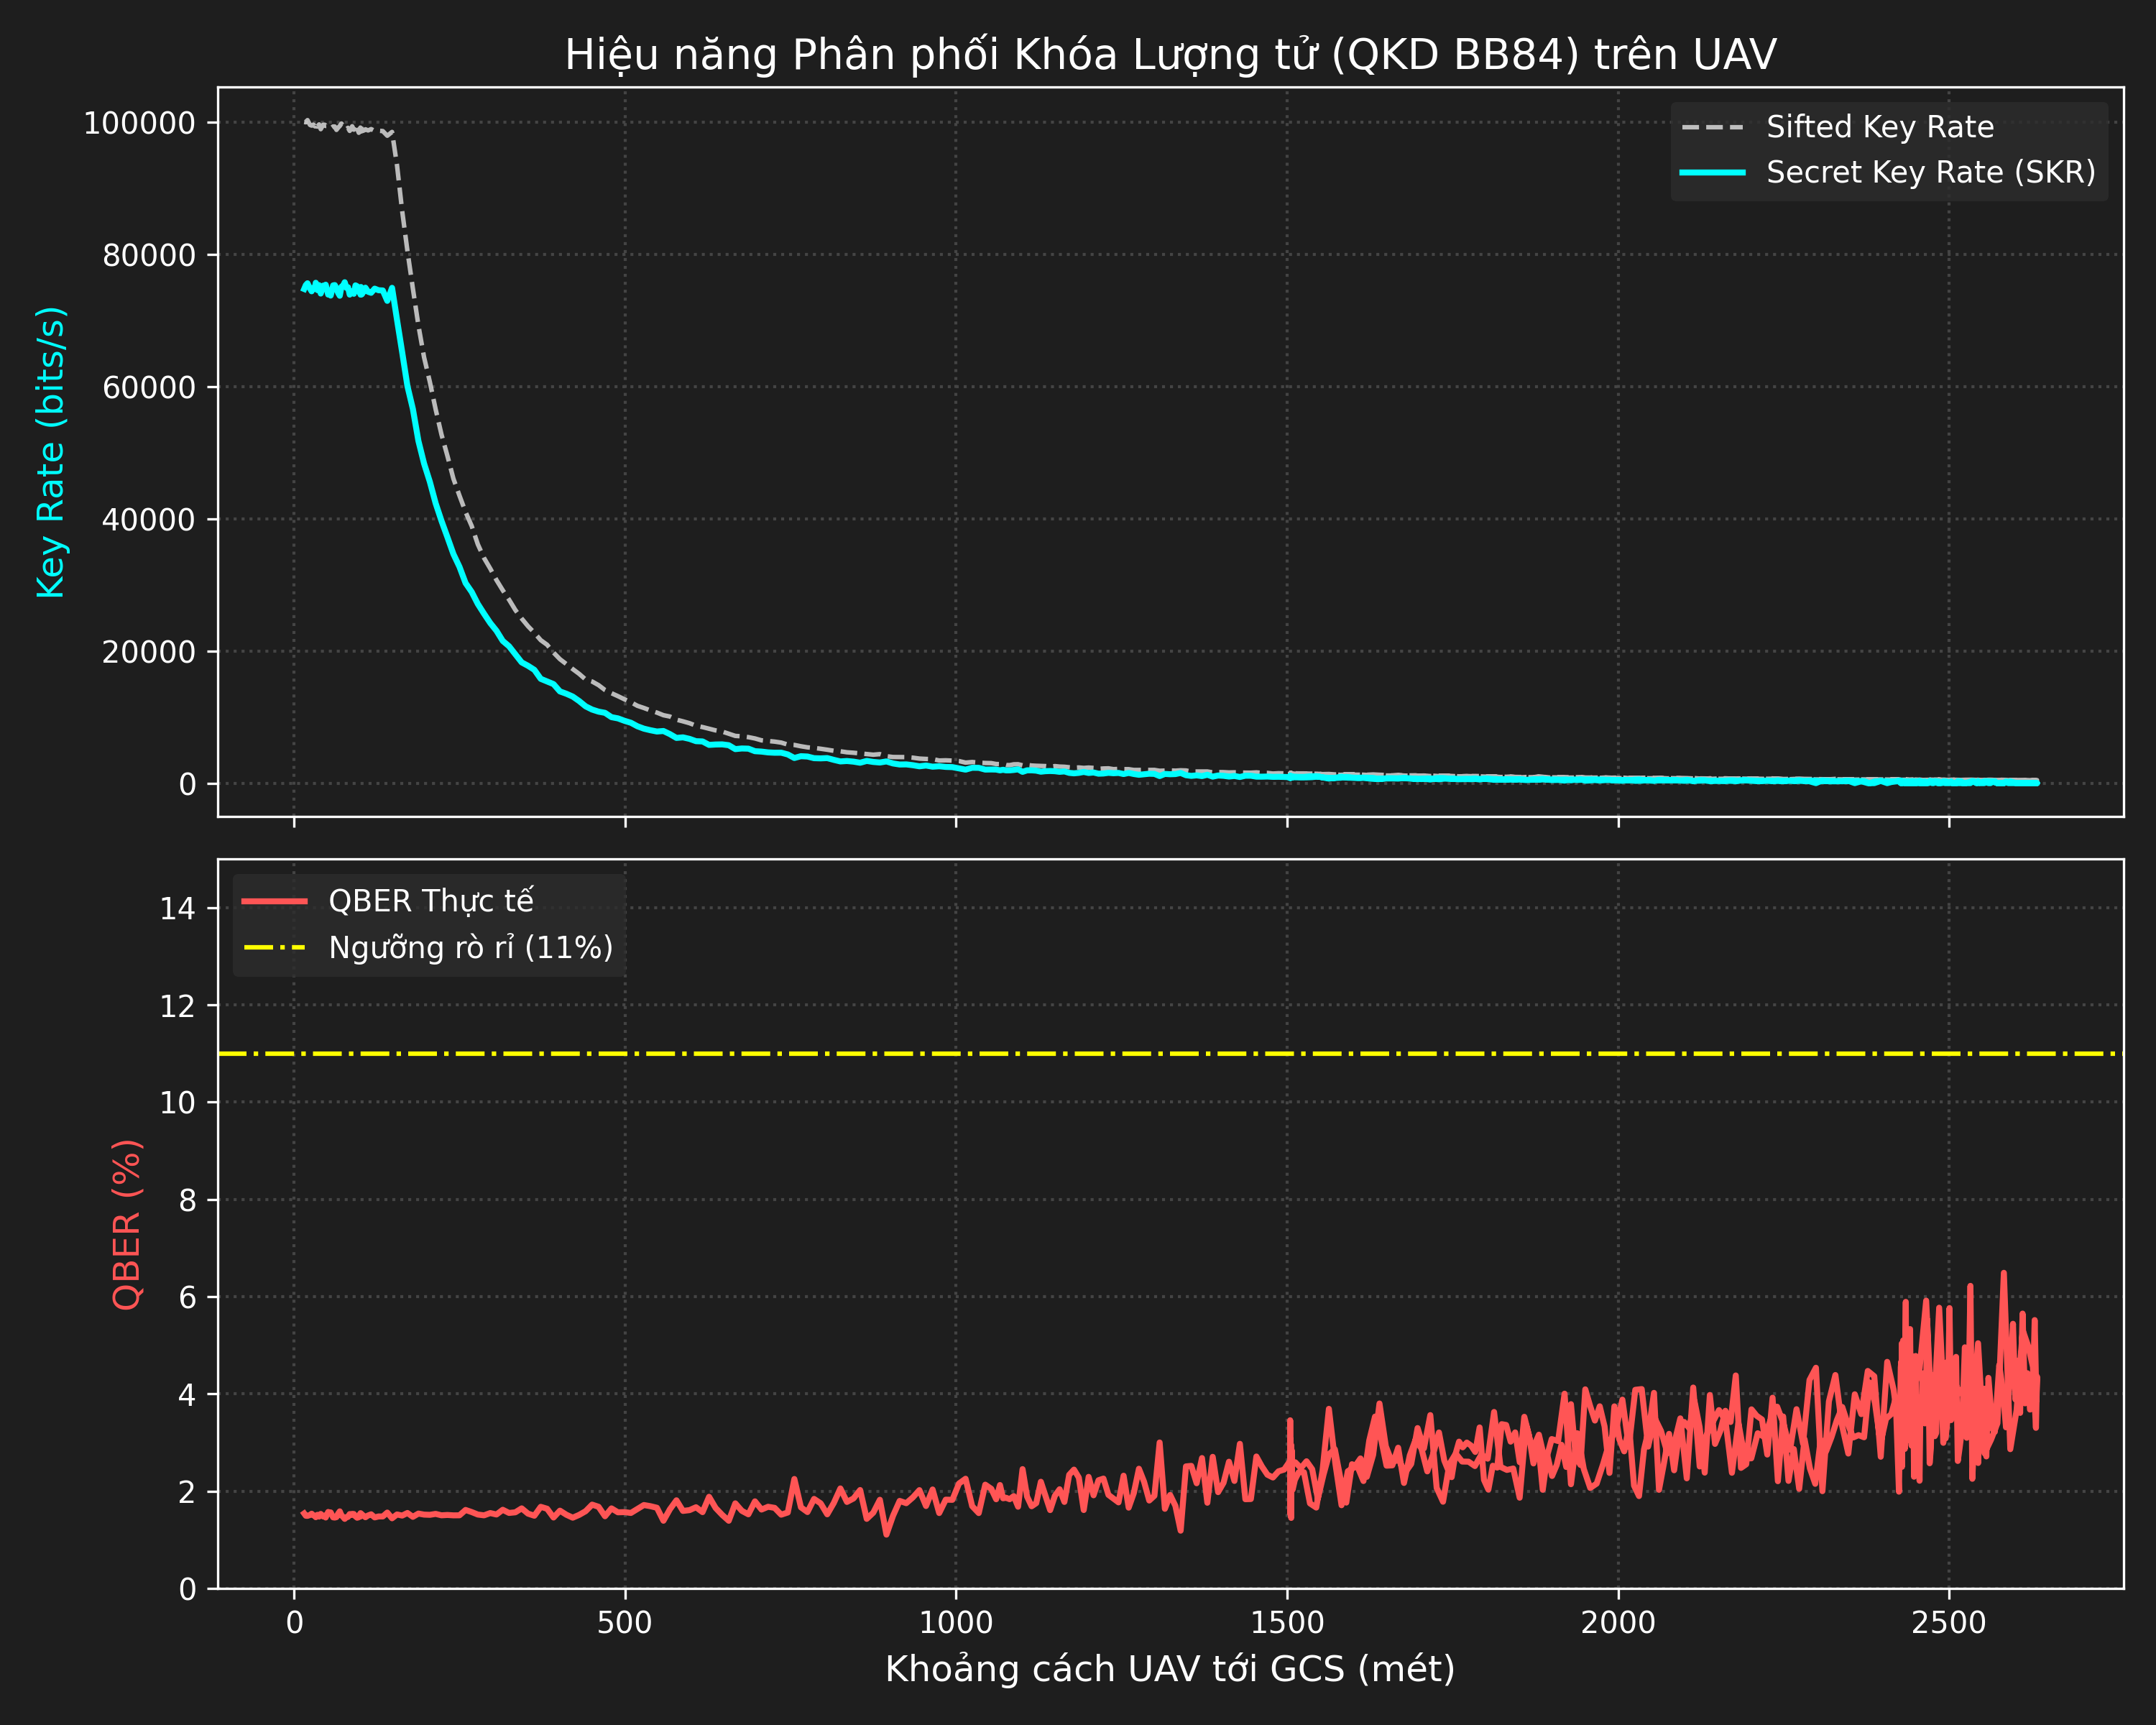 Hiệu năng Phân phối Khóa Lượng tử (QKD BB84) trên UAV
Key Rate (bits/s)
100000
80000
60000
40000
20000
0
Sifted Key Rate
Secret Key Rate (SKR)
QBER (%)
14
12
10
8
6
4
2
0
QBER Thực tế
Ngưỡng rò rỉ (11%)
0 500 1000 1500 2000 2500
Khoảng cách UAV tới GCS (mét)